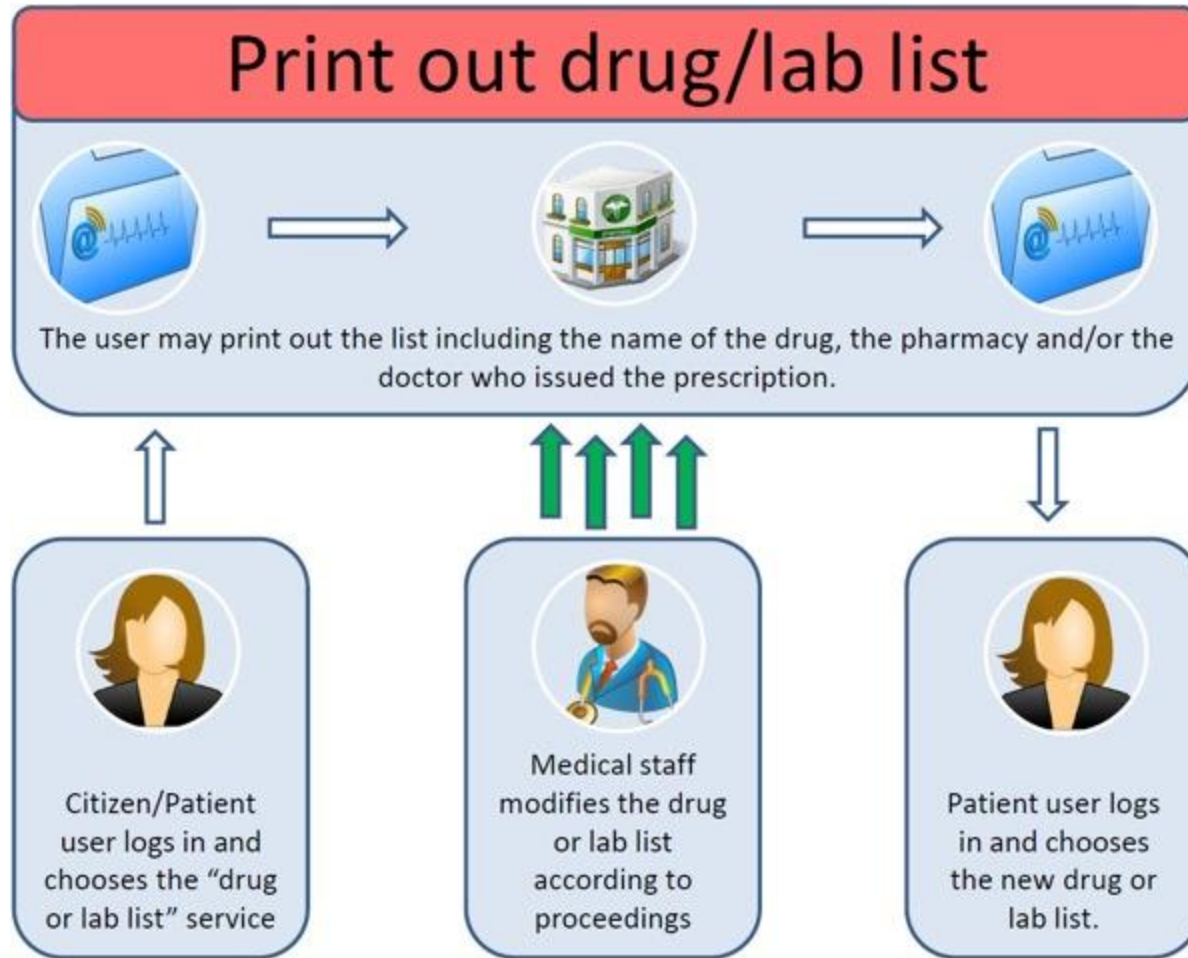 Print out drug/lab list
@
@
The user may print out the list including the name of the drug, the pharmacy and/or the
doctor who issued the prescription.
Citizen/Patient
user logs in and
chooses the “drug
or lab list” service
Medical staff
modifies the drug
or lab list
according to
proceedings
Patient user logs
in and chooses
the new drug or
lab list.